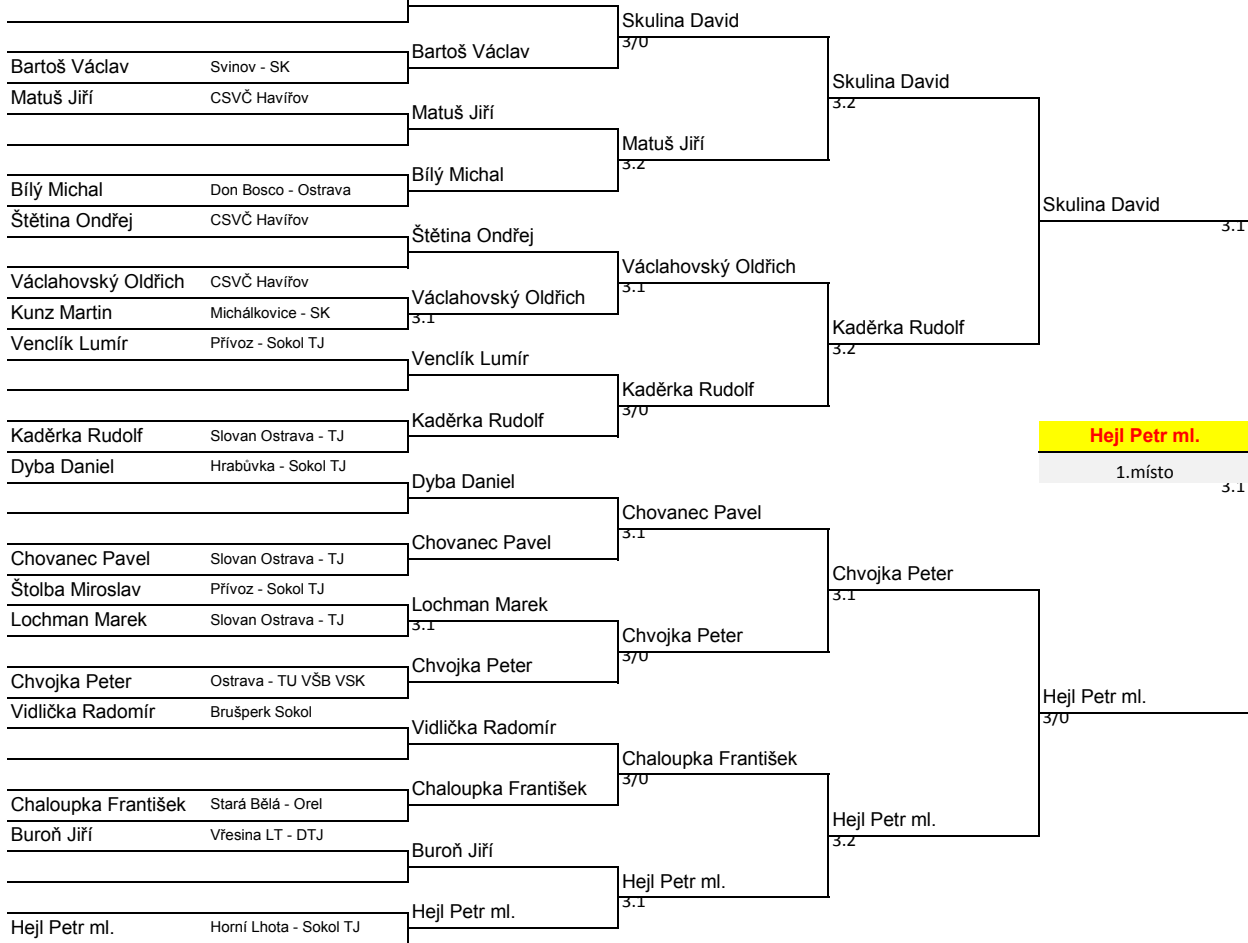 Skulina David
3/0
Bartoš Václav
Bartoš Václav Svinov - SK
Skulina David
Matuš Jiří CSVČ Havířov
3.2
Matuš Jiří
Matuš Jiří
3.2
Bílý Michal
Bílý Michal Don Bosco - Ostrava
Skulina David
Štětina Ondřej CSVČ Havířov
3.1
Štětina Ondřej
Václahovský Oldřich
Václahovský Oldřich CSVČ Havířov
3.1
Václahovský Oldřich
Kunz Martin Michálkovice - SK
3.1
Kaděrka Rudolf
Venclík Lumír Přívoz - Sokol TJ
3.2
Venclík Lumír
Kaděrka Rudolf
3/0
Kaděrka Rudolf
Kaděrka Rudolf Slovan Ostrava - TJ
Hejl Petr ml.
Dyba Daniel Hrabůvka - Sokol TJ
1.místo
3.1
Dyba Daniel
Chovanec Pavel
3.1
Chovanec Pavel
Chovanec Pavel Slovan Ostrava - TJ
Chvojka Peter
Štolba Miroslav Přívoz - Sokol TJ
3.1
Lochman Marek
Lochman Marek Slovan Ostrava - TJ
3.1
Chvojka Peter
3/0
Chvojka Peter
Chvojka Peter Ostrava - TU VŠB VSK
Hejl Petr ml.
Vidlička Radomír Brušperk Sokol
3/0
Vidlička Radomír
Chaloupka František
3/0
Chaloupka František
Chaloupka František Stará Bělá - Orel
Hejl Petr ml.
Buroň Jiří Vřesina LT - DTJ
3.2
Buroň Jiří
Hejl Petr ml.
3.1
Hejl Petr ml.
Hejl Petr ml. Horní Lhota - Sokol TJ